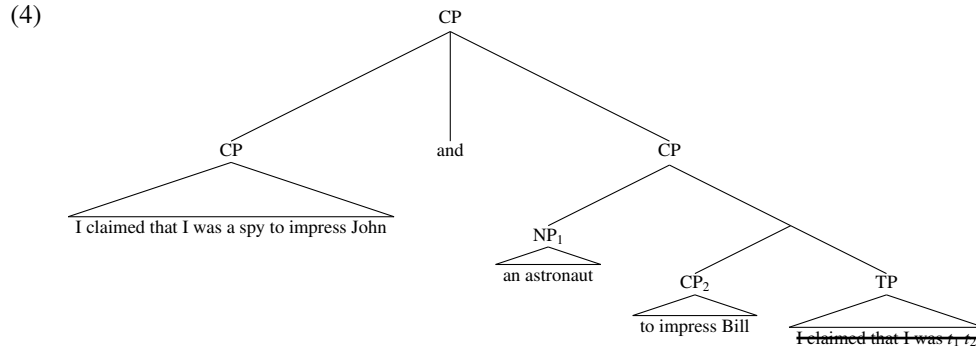 (4)
CP
CP and CP
I claimed that I was a spy to impress John
NP₁
an astronaut
CP₂ TP
to impress Bill I claimed that I was t₁ t₂